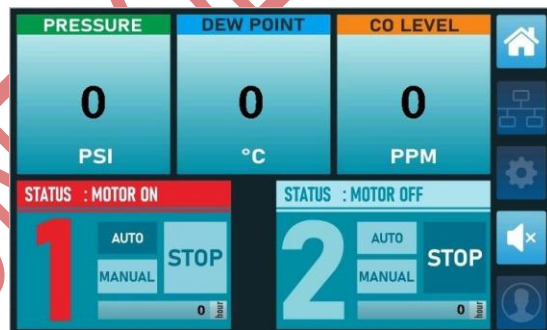 PRESSURE
0
PSI
DEW POINT
0
°C
CO LEVEL
0
PPM
STATUS : MOTOR ON
1
AUTO
MANUAL
STOP
0 hour
STATUS : MOTOR OFF
2
AUTO
MANUAL
STOP
0 hour